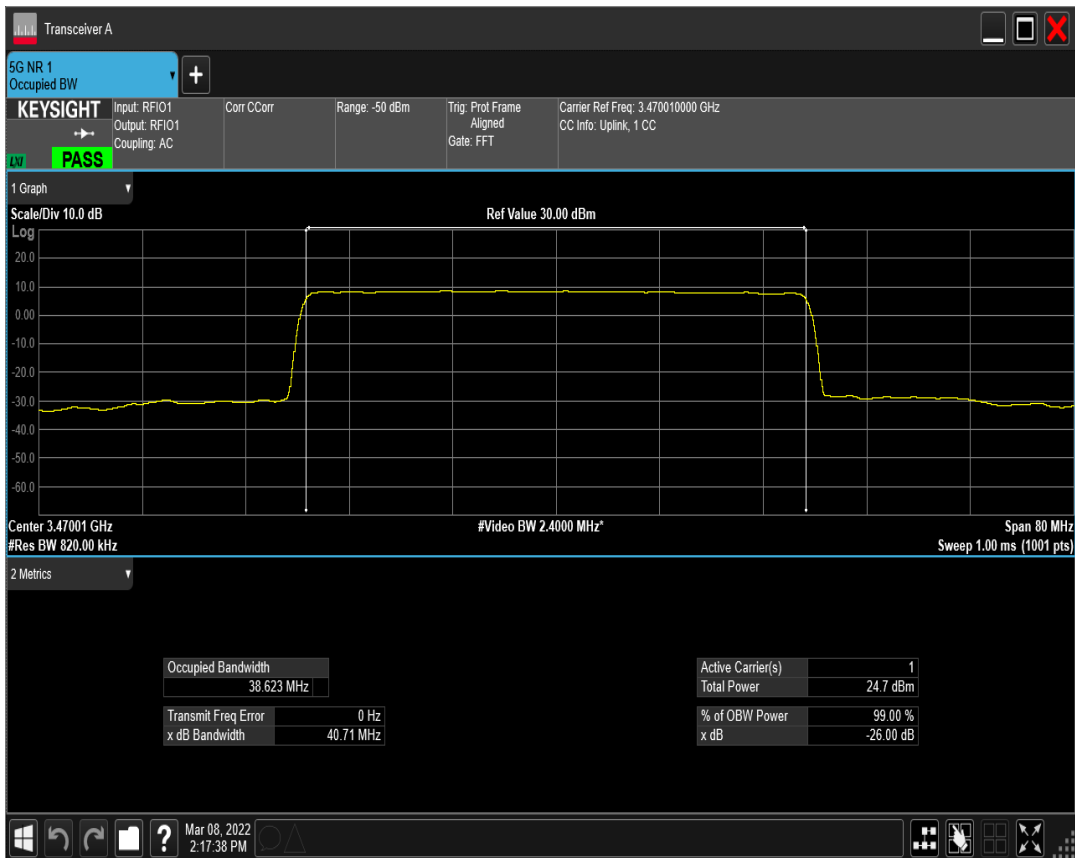 Transceiver A
5G NR 1
Occupied BW
+
KEYSIGHT
LXI
PASS
Input: RFIO1
Output: RFIO1
Coupling: AC
Corr CCorr
Range: -50 dBm
Trig: Prot Frame
Aligned
Gate: FFT
Carrier Ref Freq: 3.470010000 GHz
CC Info: Uplink, 1 CC
1 Graph
Scale/Div 10.0 dB
Ref Value 30.00 dBm
Log
20.0
10.0
0.00
-10.0
-20.0
-30.0
-40.0
-50.0
-60.0
Center 3.47001 GHz
#Video BW 2.4000 MHz*
Span 80 MHz
#Res BW 820.00 kHz
Sweep 1.00 ms (1001 pts)
2 Metrics
Occupied Bandwidth
38.623 MHz
Transmit Freq Error 0 Hz
x dB Bandwidth 40.71 MHz
Active Carrier(s) 1
Total Power 24.7 dBm
% of OBW Power 99.00 %
x dB -26.00 dB
?
Mar 08, 2022
2:17:38 PM